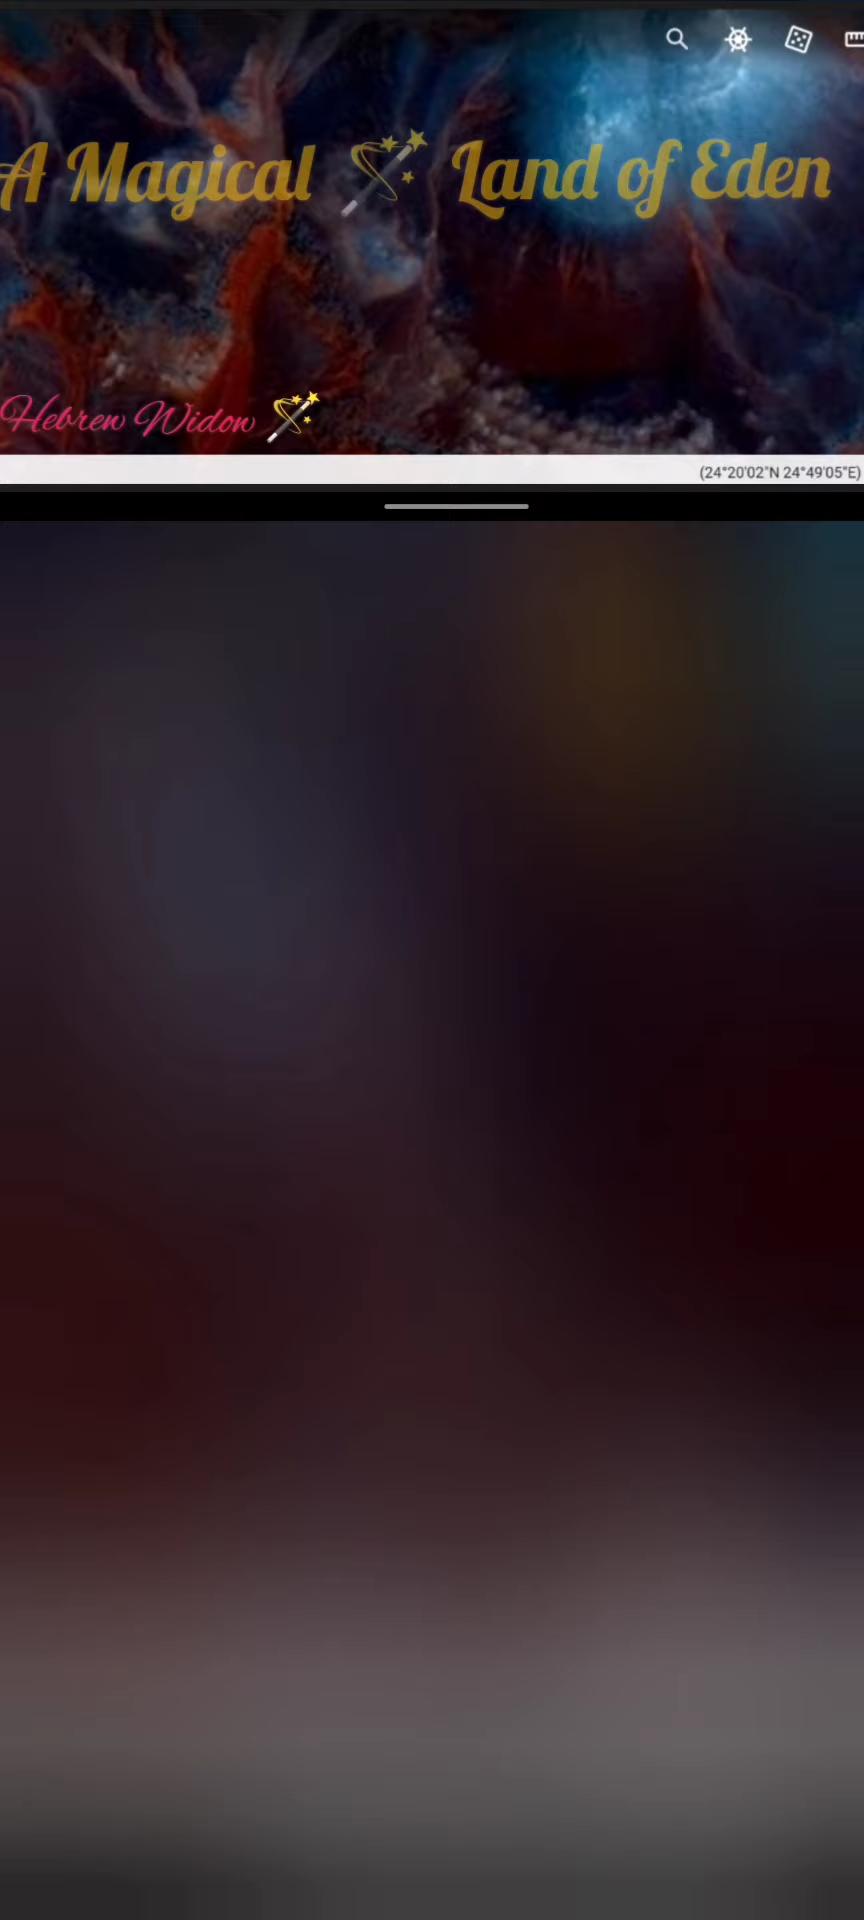 A Magical 🪄 Land of Eden
Hebrew Widow 🪄
(24°20'02"N 24°49'05"E)